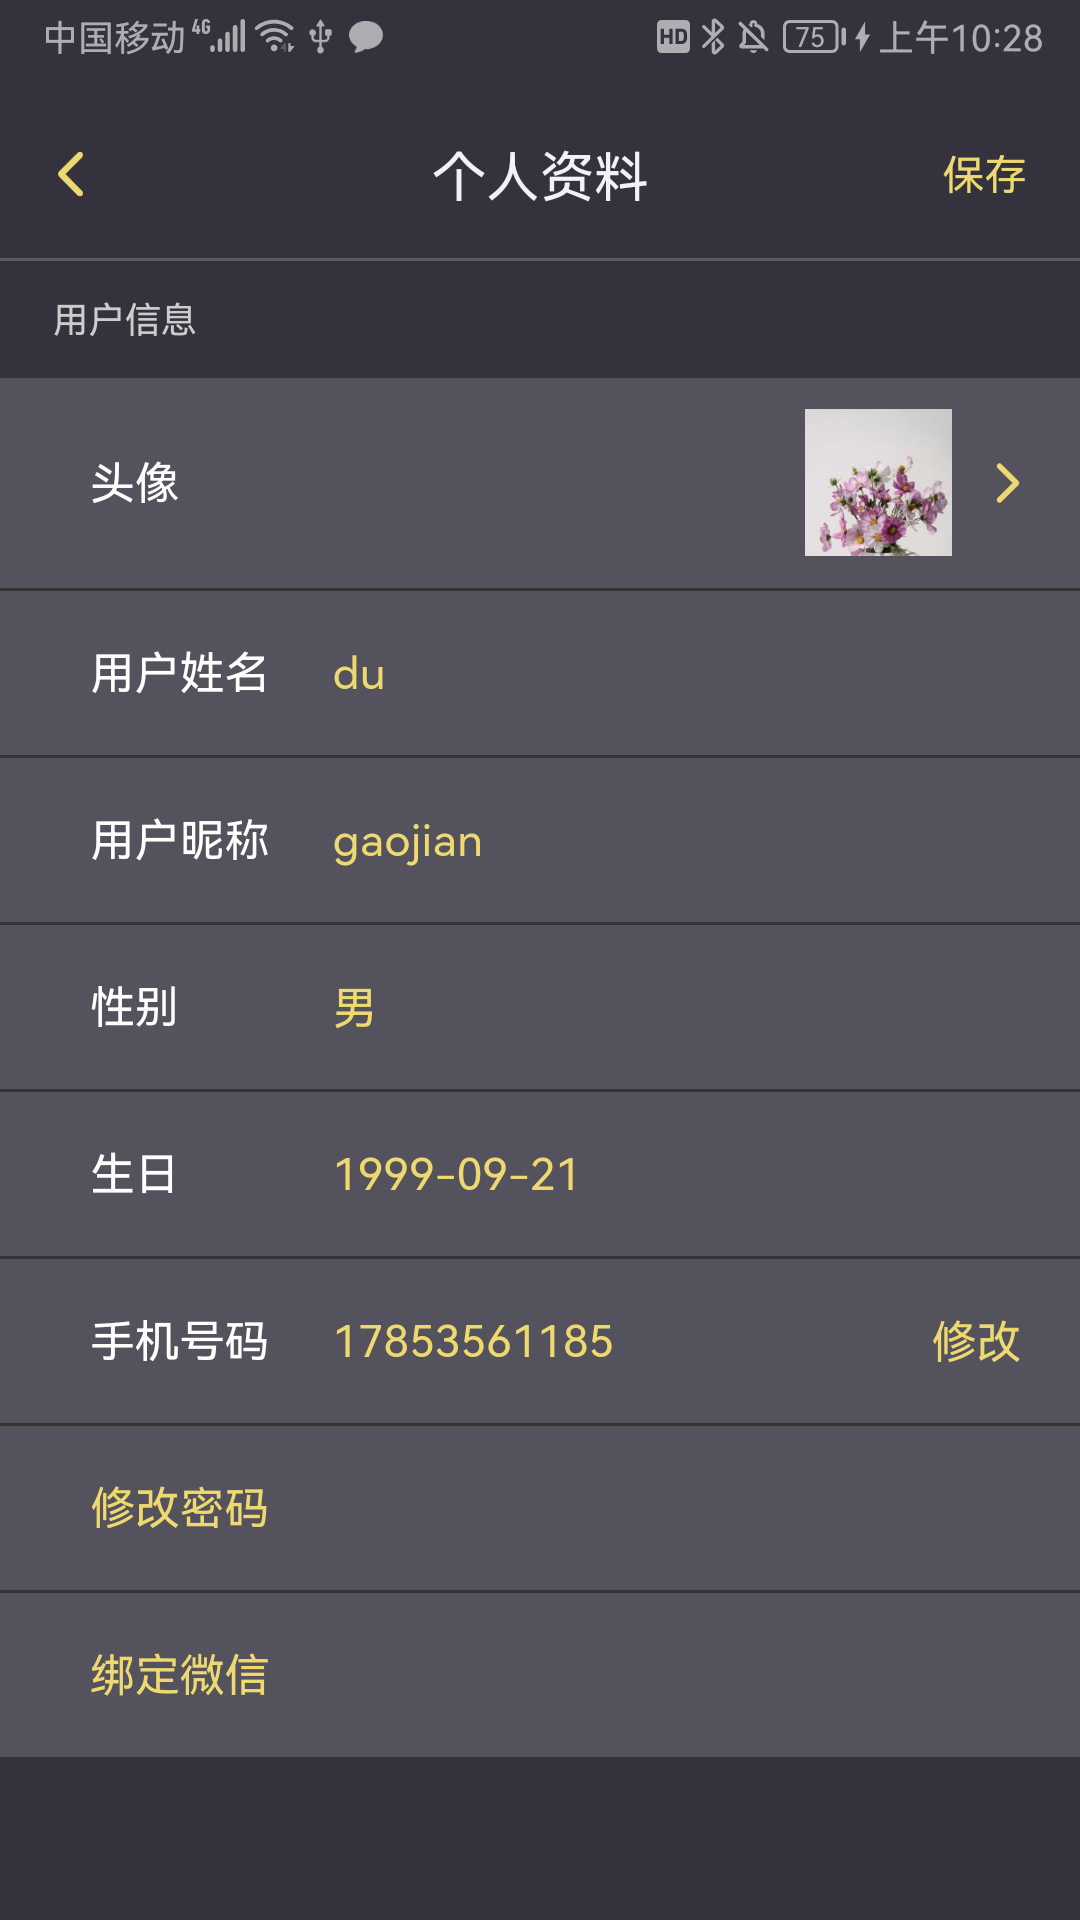 中国移动 4G HD 75 上午10:28
个人资料 保存
用户信息
头像
用户姓名 du
用户昵称 gaojian
性别 男
生日 1999-09-21
手机号码 17853561185 修改
修改密码
绑定微信